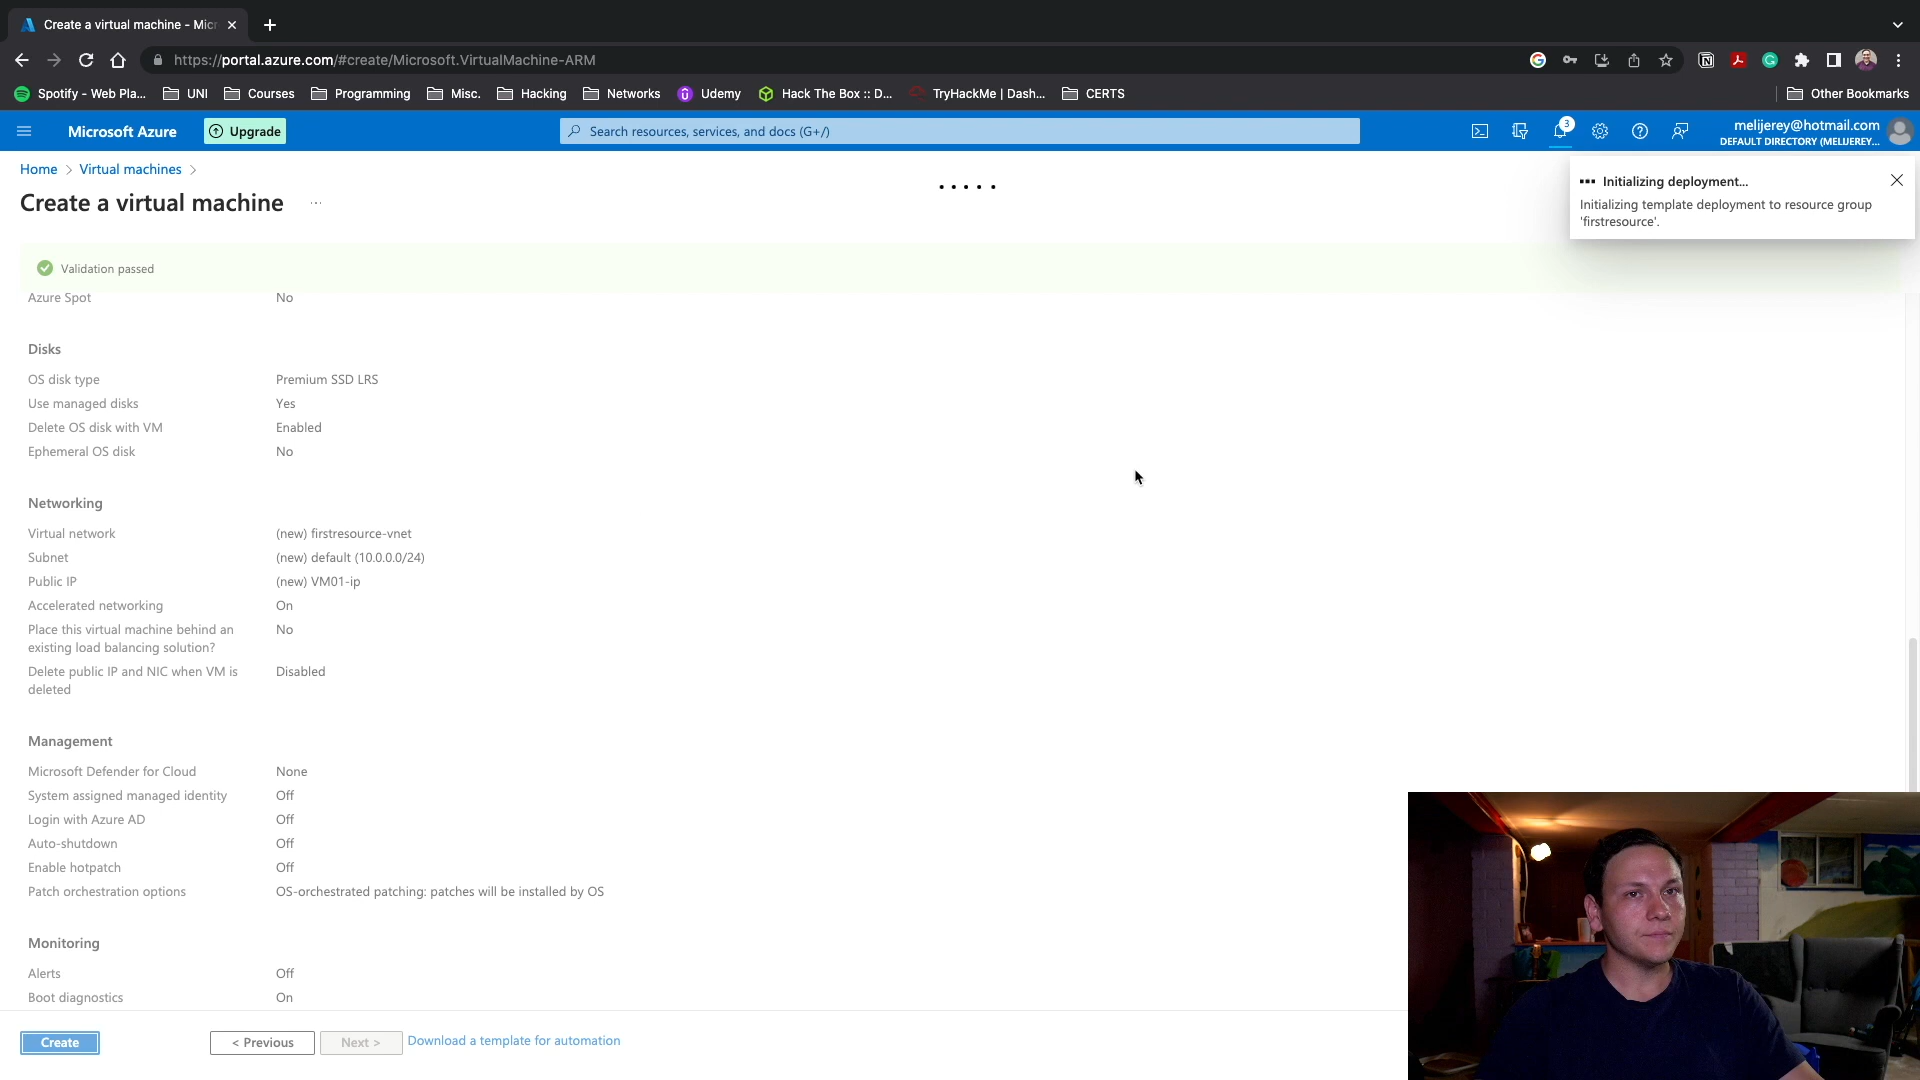 Create a virtual machine - Mic
https://portal.azure.com/#create/Microsoft.VirtualMachine-ARM
Spotify - Web Pla... UNI Courses Programming Misc. Hacking Networks Udemy Hack The Box :: D... TryHackMe | Dash... CERTS Other Bookmarks
Microsoft Azure Upgrade Search resources, services, and docs (G+/) 3 melijerey@hotmail.com
DEFAULT DIRECTORY (MELIJEREY...
Home > Virtual machines >
Create a virtual machine ...
Initializing deployment...
Initializing template deployment to resource group
'firstresource'.
Validation passed
Azure Spot No
Disks
OS disk type Premium SSD LRS
Use managed disks Yes
Delete OS disk with VM Enabled
Ephemeral OS disk No
Networking
Virtual network (new) firstresource-vnet
Subnet (new) default (10.0.0.0/24)
Public IP (new) VM01-ip
Accelerated networking On
Place this virtual machine behind an No
existing load balancing solution?
Delete public IP and NIC when VM is Disabled
deleted
Management
Microsoft Defender for Cloud None
System assigned managed identity Off
Login with Azure AD Off
Auto-shutdown Off
Enable hotpatch Off
Patch orchestration options OS-orchestrated patching: patches will be installed by OS
Monitoring
Alerts Off
Boot diagnostics On
Create < Previous Next > Download a template for automation